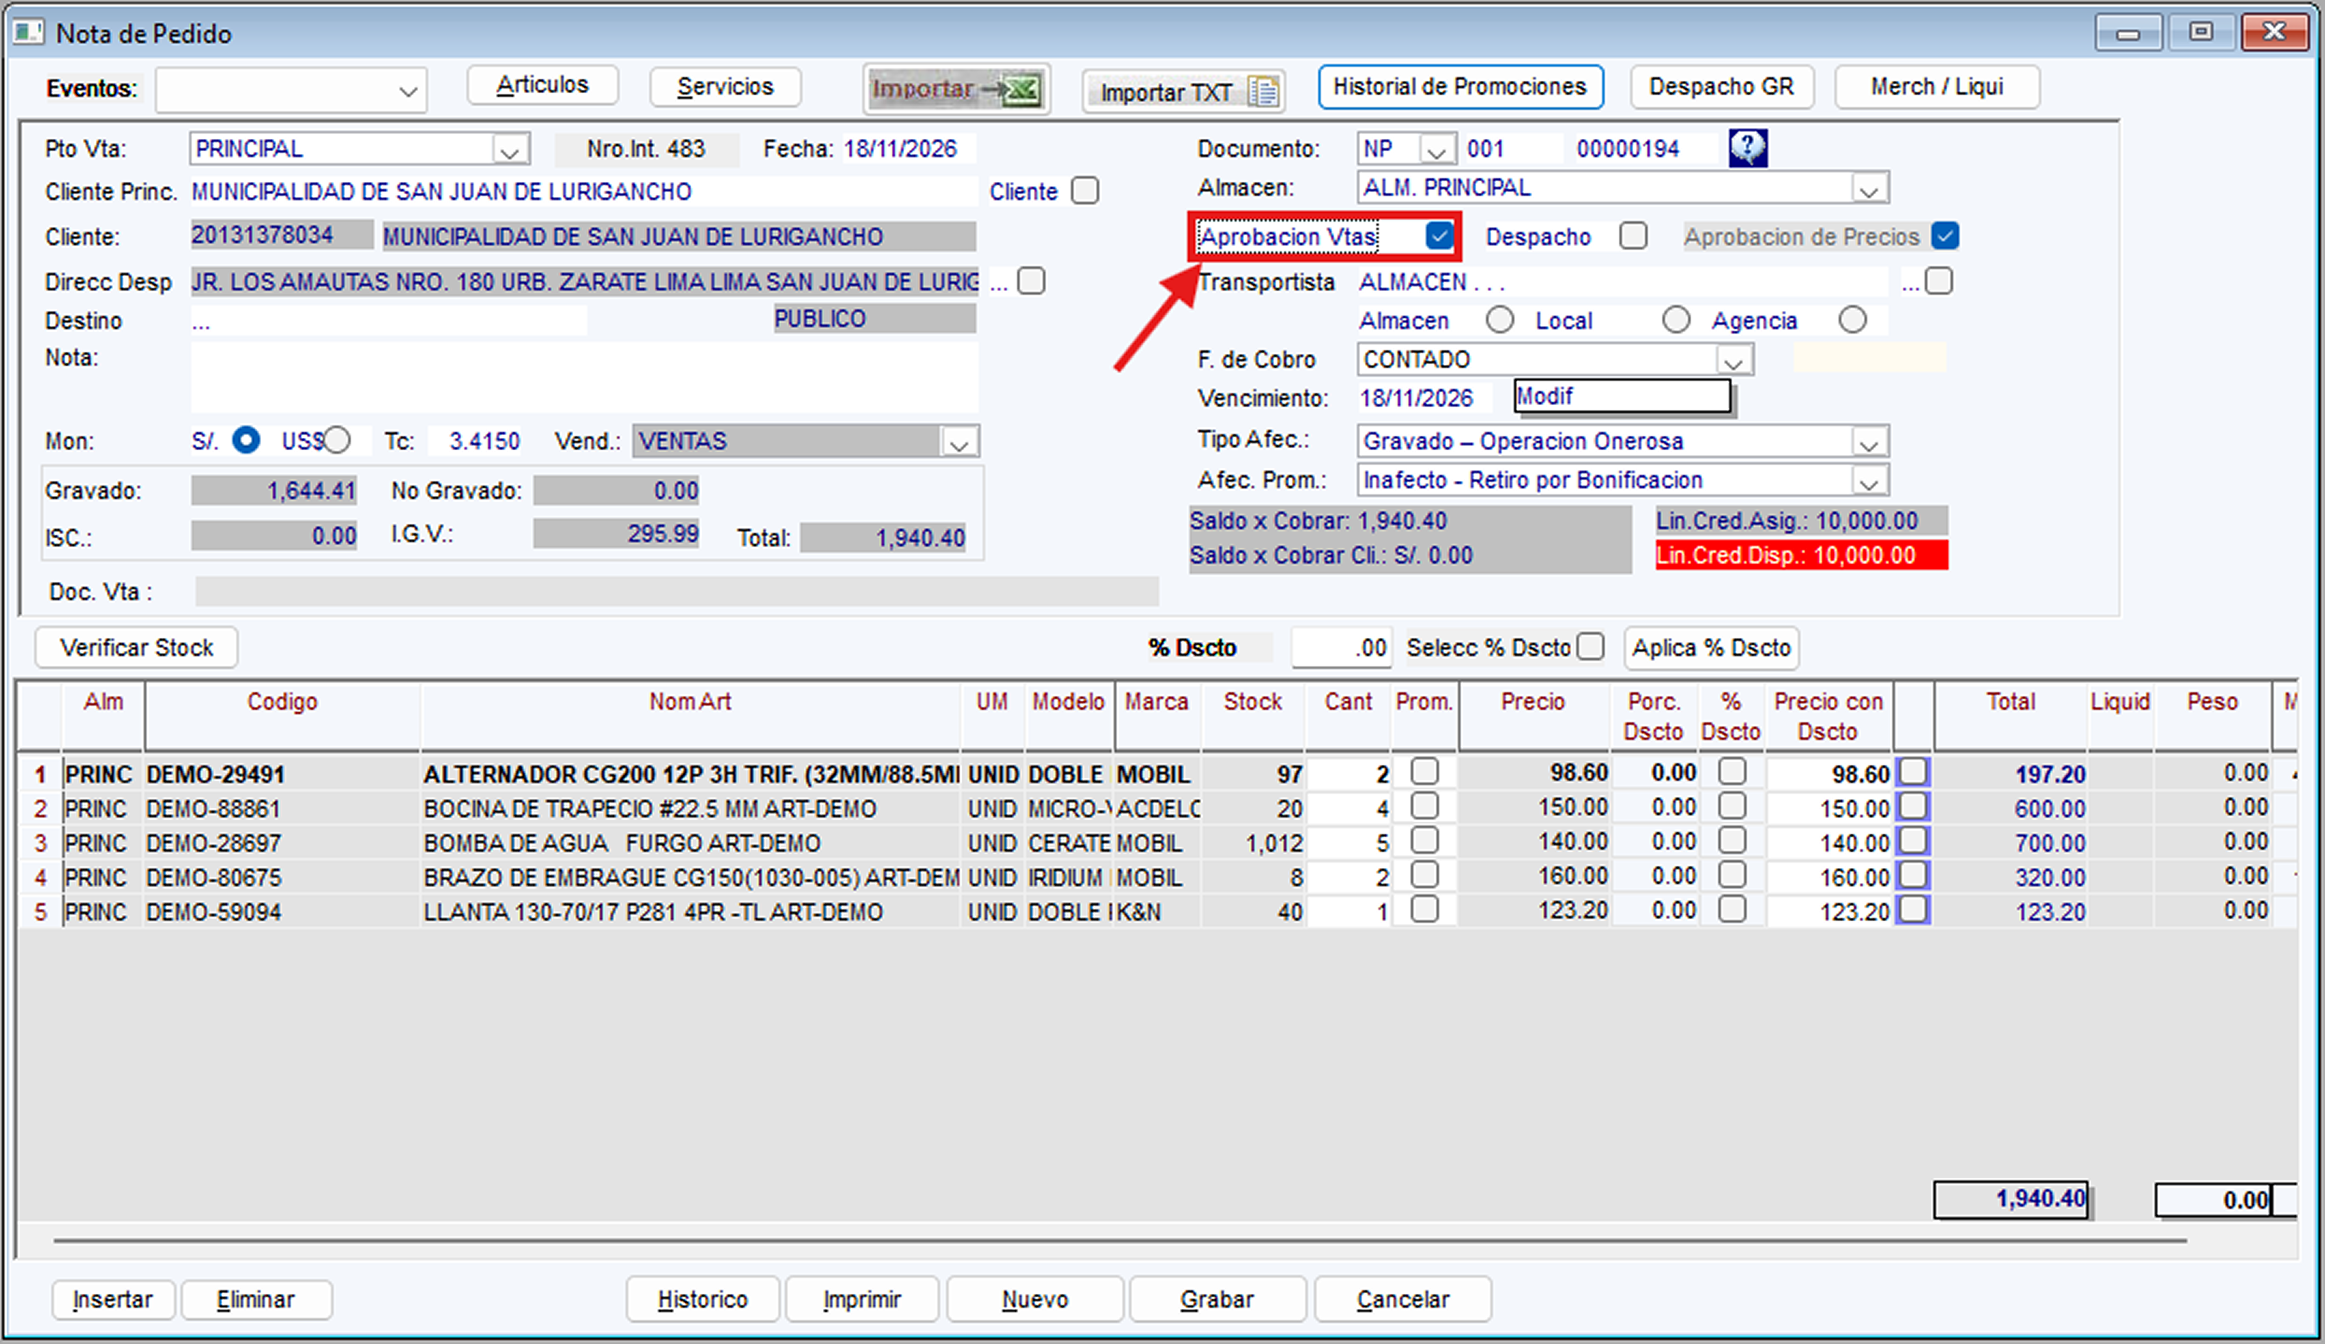 Nota de Pedido
Eventos: Articulos Servicios Importar Importar TXT Historial de Promociones Despacho GR Merch / Liqui
Pto Vta: PRINCIPAL Nro.Int. 483 Fecha: 18/11/2026 Documento: NP 001 00000194
Cliente Princ. MUNICIPALIDAD DE SAN JUAN DE LURIGANCHO Cliente Almacen: ALM. PRINCIPAL
Cliente: 20131378034 MUNICIPALIDAD DE SAN JUAN DE LURIGANCHO Aprobacion Vtas Despacho Aprobacion de Precios
Direcc Desp JR. LOS AMAUTAS NRO. 180 URB. ZARATE LIMA LIMA SAN JUAN DE LURIG ... Transportista ALMACEN . . . ...
Destino ... PUBLICO Almacen Local Agencia
Nota: F. de Cobro CONTADO
Vencimiento: 18/11/2026 Modif
Mon: S/. US$ Tc: 3.4150 Vend.: VENTAS Tipo Afec.: Gravado – Operacion Onerosa
Gravado: 1,644.41 No Gravado: 0.00 Afec. Prom.: Inafecto - Retiro por Bonificacion
Saldo x Cobrar: 1,940.40 Lin.Cred.Asig.: 10,000.00
ISC.: 0.00 I.G.V.: 295.99 Total: 1,940.40 Saldo x Cobrar Cli.: S/. 0.00 Lin.Cred.Disp.: 10,000.00
Doc. Vta :
Verificar Stock % Dscto .00 Selecc % Dscto Aplica % Dscto
Alm Codigo NomArt UM Modelo Marca Stock Cant Prom. Precio Porc. Dscto % Dscto Precio con Dscto Total Liquid Peso
1 PRINC DEMO-29491 ALTERNADOR CG200 12P 3H TRIF. (32MM/88.5M UNID DOBLE MOBIL 97 2 98.60 0.00 98.60 197.20 0.00
2 PRINC DEMO-88861 BOCINA DE TRAPECIO #22.5 MM ART-DEMO UNID MICRO- ACDELC 20 4 150.00 0.00 150.00 600.00 0.00
3 PRINC DEMO-28697 BOMBA DE AGUA FURGO ART-DEMO UNID CERATE MOBIL 1,012 5 140.00 0.00 140.00 700.00 0.00
4 PRINC DEMO-80675 BRAZO DE EMBRAGUE CG150(1030-005) ART-DEM UNID IRIDIUM MOBIL 8 2 160.00 0.00 160.00 320.00 0.00
5 PRINC DEMO-59094 LLANTA 130-70/17 P281 4PR -TL ART-DEMO UNID DOBLE K&N 40 1 123.20 0.00 123.20 123.20 0.00
1,940.40 0.00
Insertar Eliminar Historico Imprimir Nuevo Grabar Cancelar